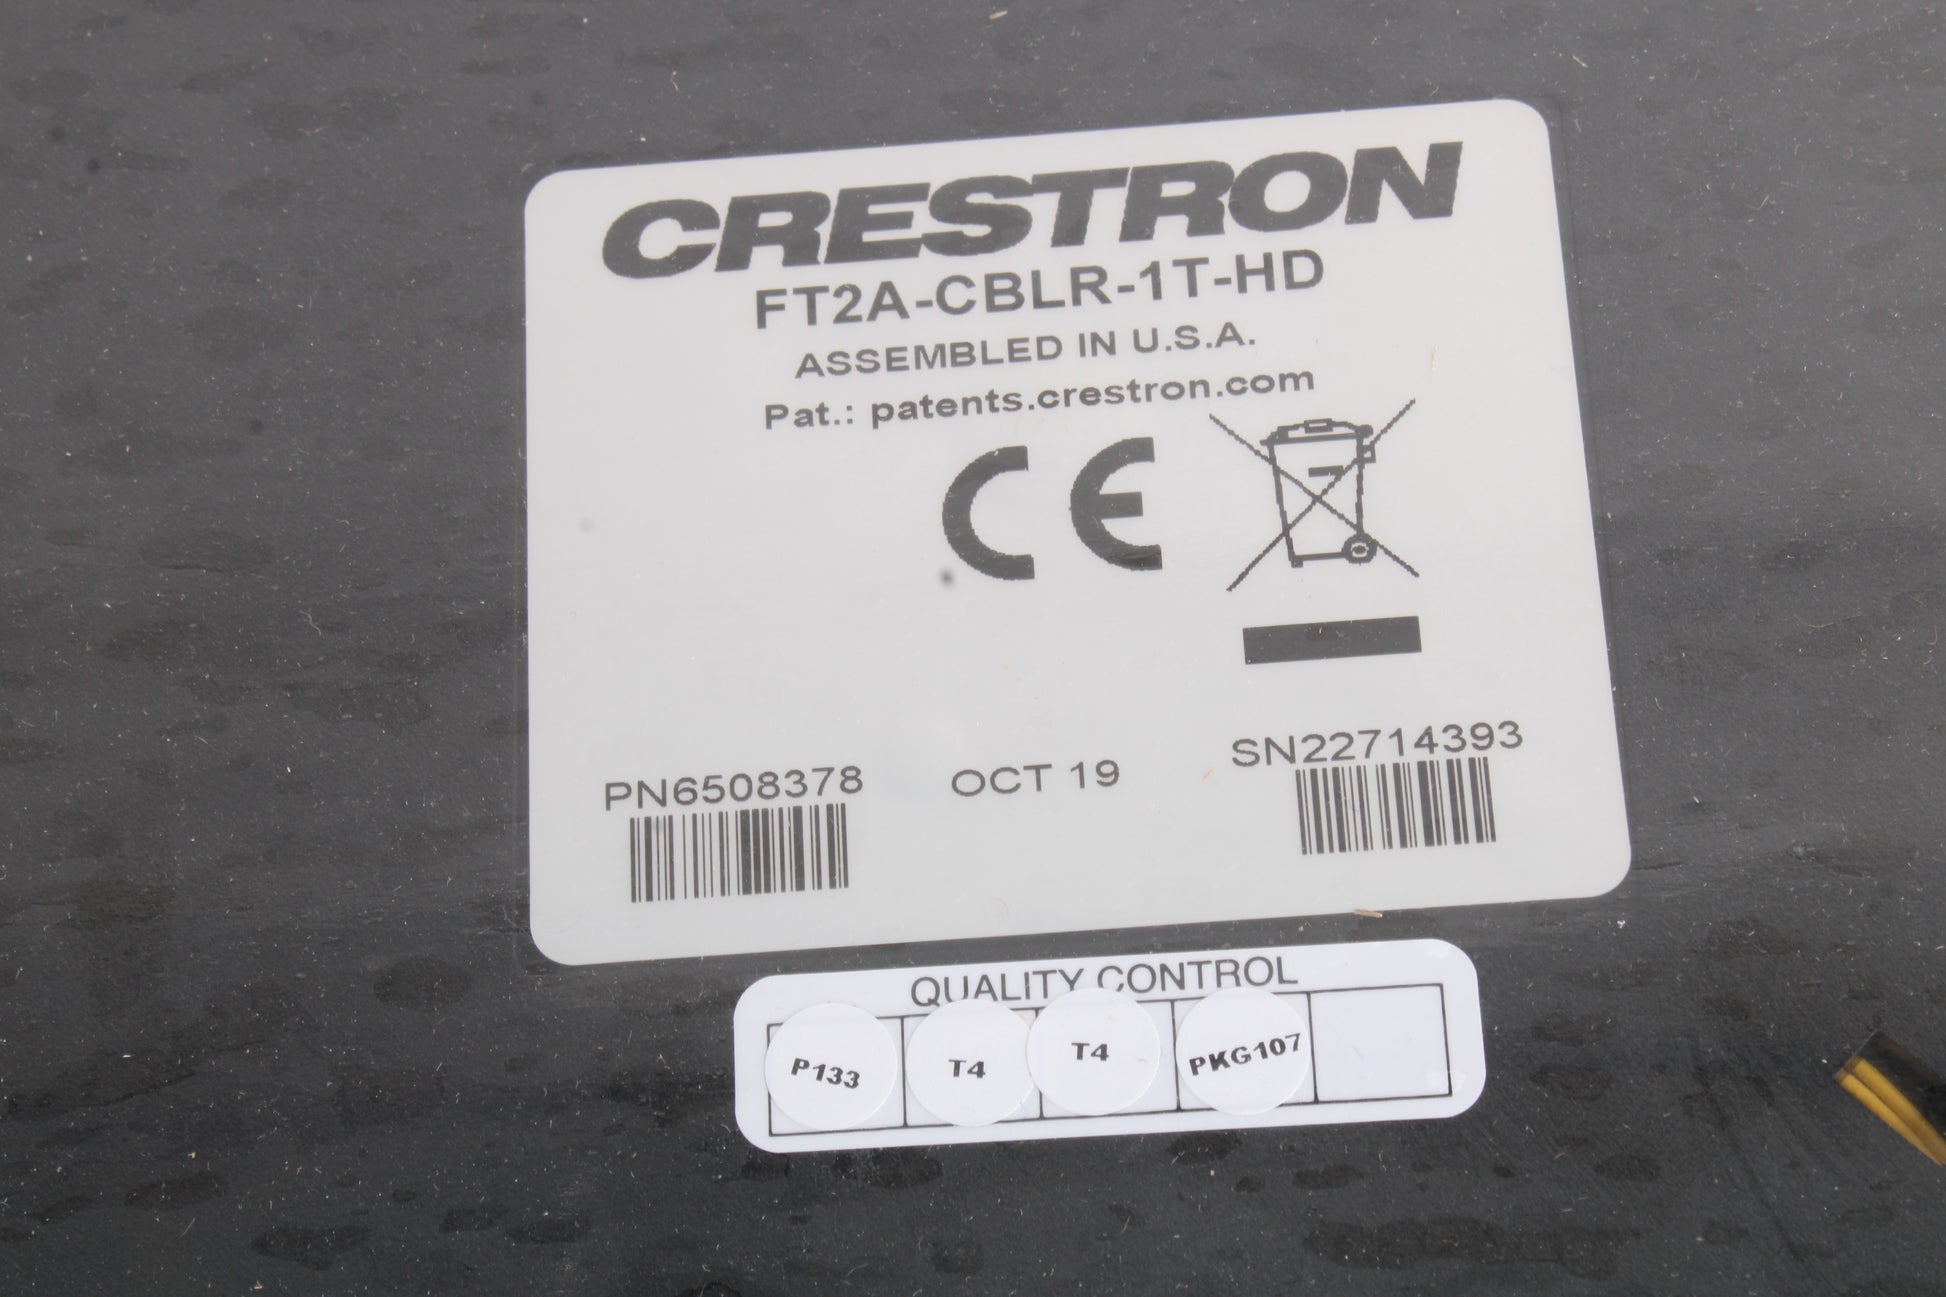 CRESTRON
FT2A-CBLR-1T-HD
ASSEMBLED IN U.S.A.
Pat.: patents.crestron.com
CE
PN6508378 OCT 19 SN22714393
QUALITY CONTROL
P133 T4 T4 PKG107